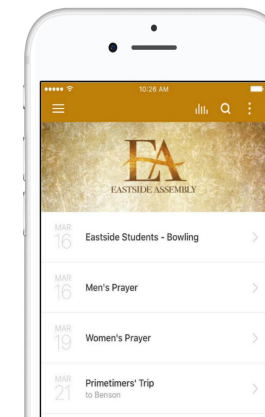 10:26 AM
EA
EASTSIDE ASSEMBLY
MAR
16
Eastside Students - Bowling
MAR
16
Men's Prayer
MAR
19
Women's Prayer
MAR
21
Primetimers' Trip
to Benson